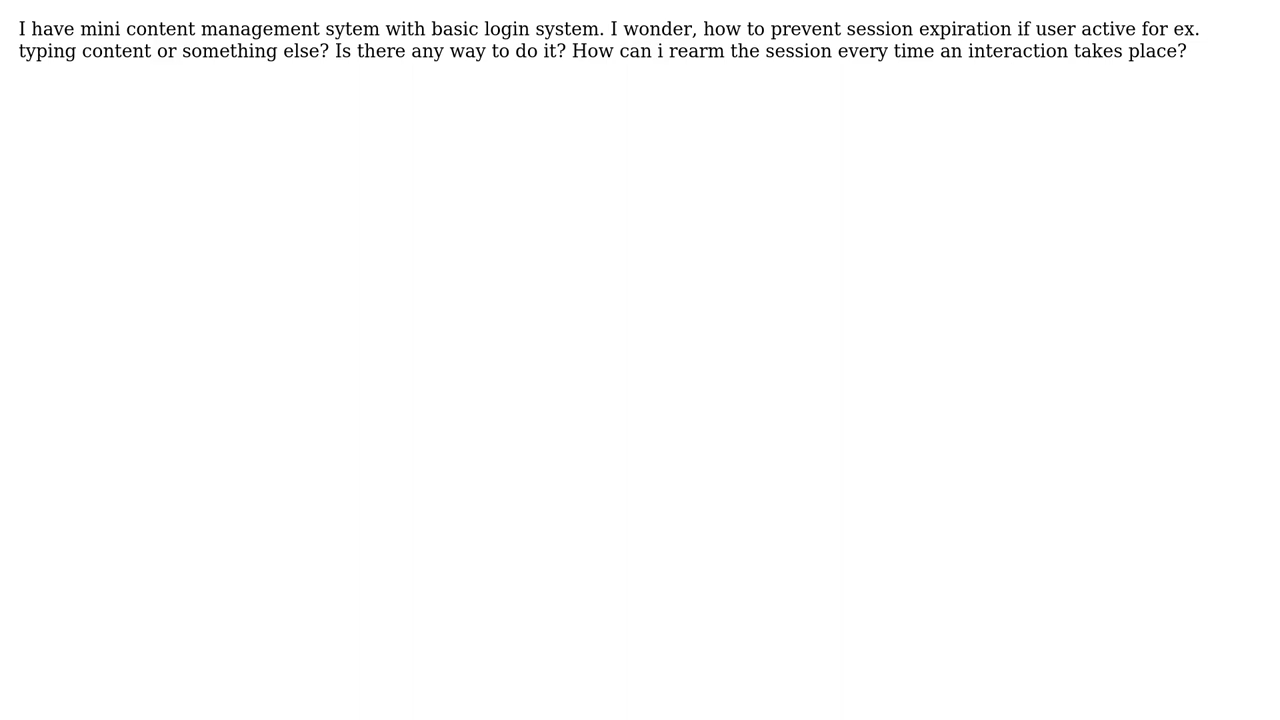 I have mini content management sytem with basic login system. I wonder, how to prevent session expiration if user active for ex.
typing content or something else? Is there any way to do it? How can i rearm the session every time an interaction takes place?